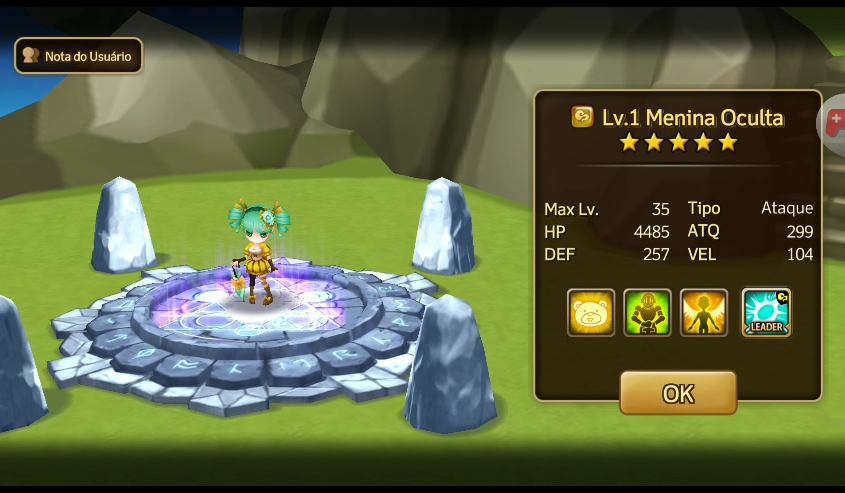 Nota do Usuário
Lv.1 Menina Oculta
Max Lv. 35 Tipo Ataque
HP 4485 ATQ 299
DEF 257 VEL 104
LEADER
OK